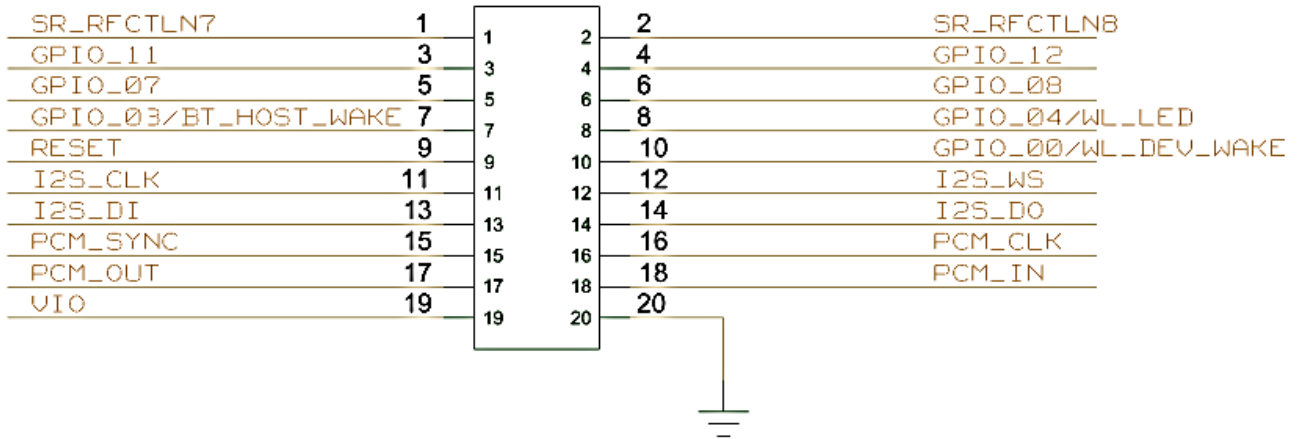 SR_RFCTLN7 1 1 2 2 SR_RFCTLN8
GPIO_11 3 3 4 4 GPIO_12
GPIO_07 5 5 6 6 GPIO_08
GPIO_03/BT_HOST_WAKE 7 7 8 8 GPIO_04/WL_LED
RESET 9 9 10 10 GPIO_00/WL_DEV_WAKE
I2S_CLK 11 11 12 12 I2S_WS
I2S_DI 13 13 14 14 I2S_DO
PCM_SYNC 15 15 16 16 PCM_CLK
PCM_OUT 17 17 18 18 PCM_IN
VIO 19 19 20 20